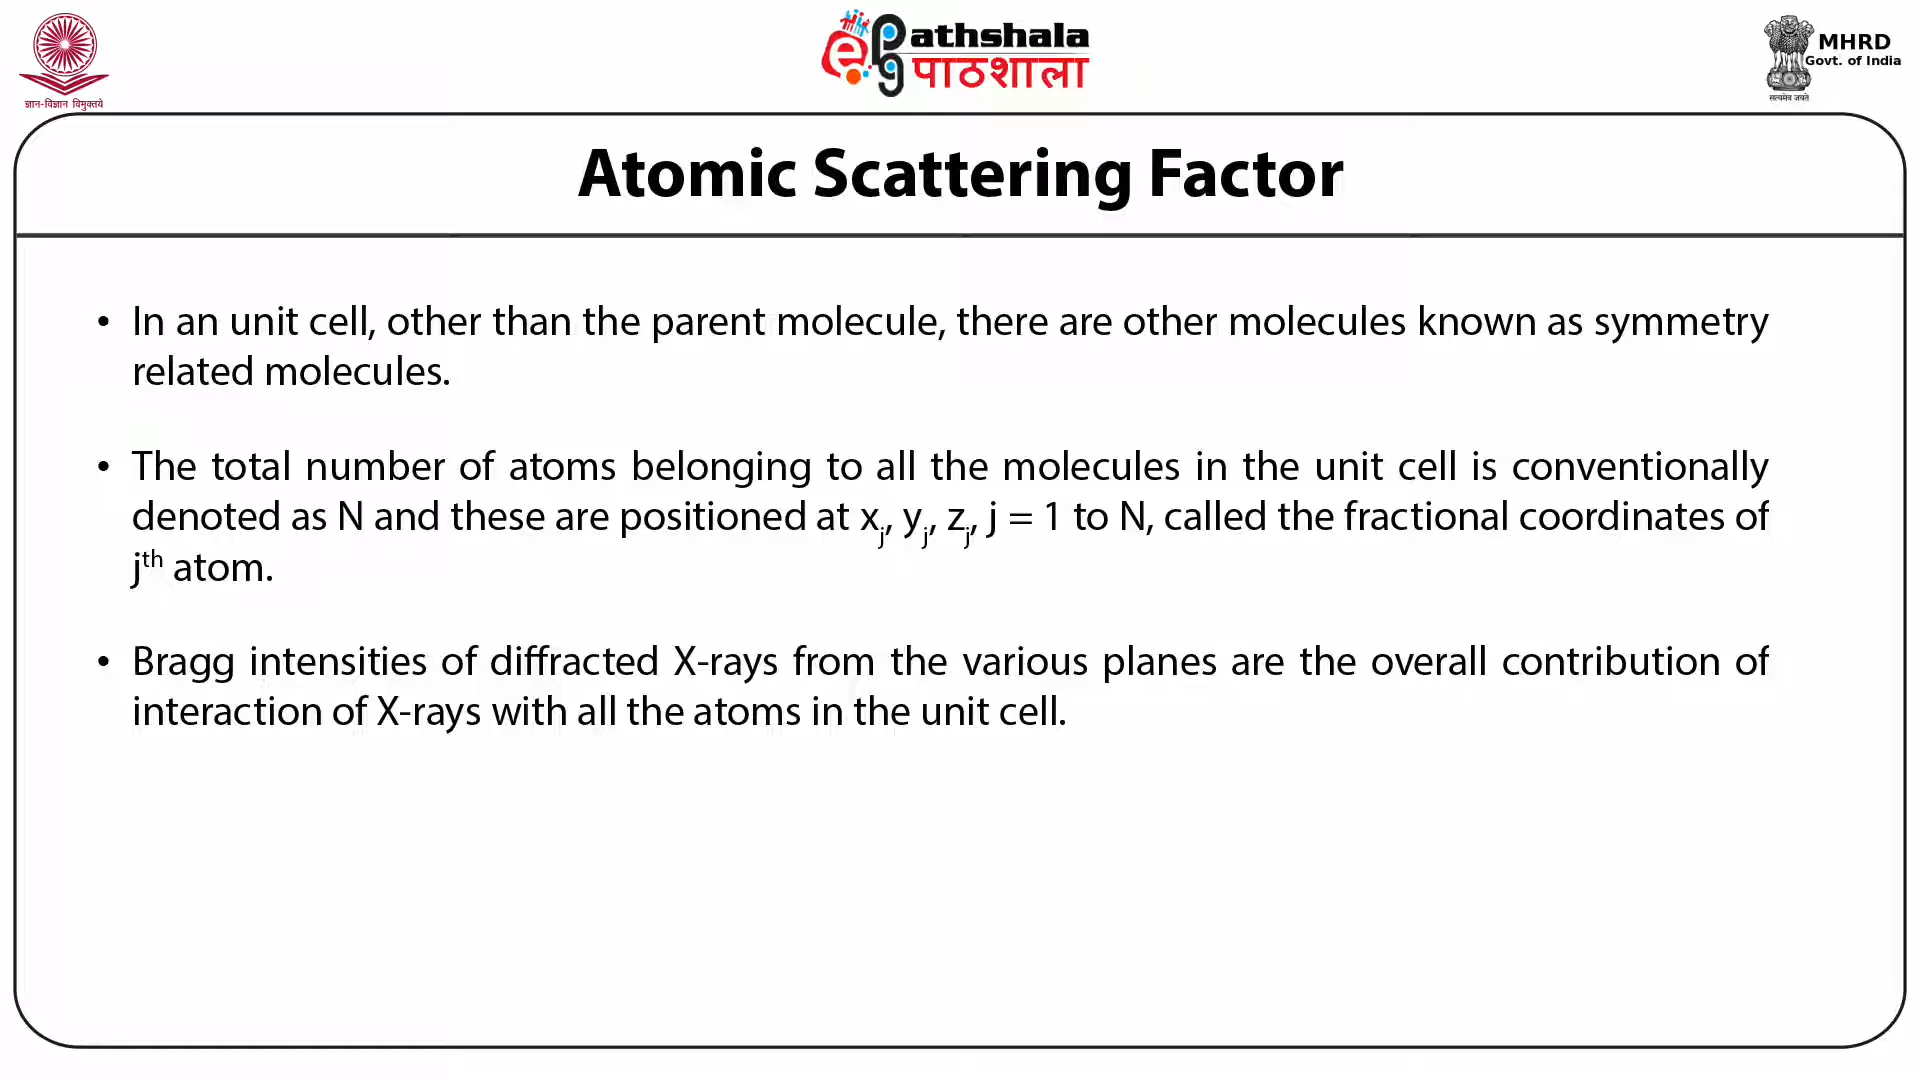 ज्ञान-विज्ञान विमुक्तये
ePathshala
पाठशाला
MHRD
Govt. of India
सत्यमेव जयते
Atomic Scattering Factor
• In an unit cell, other than the parent molecule, there are other molecules known as symmetry
related molecules.
• The total number of atoms belonging to all the molecules in the unit cell is conventionally
denoted as N and these are positioned at xⱼ, yⱼ, zⱼ, j = 1 to N, called the fractional coordinates of
jᵗʰ atom.
• Bragg intensities of diffracted X-rays from the various planes are the overall contribution of
interaction of X-rays with all the atoms in the unit cell.